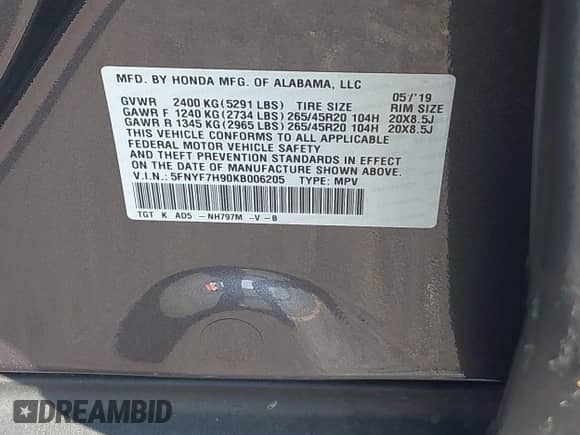 MFD. BY HONDA MFG. OF ALABAMA, LLC
05/'19
GVWR 2400 KG(5291 LBS) TIRE SIZE RIM SIZE
GAWR F 1240 KG(2734 LBS)265/45R20 104H 20X8.5J
GAWR R 1345 KG(2965 LBS)265/45R20 104H 20X8.5J
THIS VEHICLE CONFORMS TO ALL APPLICABLE
FEDERAL MOTOR VEHICLE SAFETY
AND THEFT PREVENTION STANDARDS IN EFFECT
ON THE DATE OF MANUFACTURE SHOWN ABOVE.
V.I.N.: 5FNYF7H90KB006205 TYPE: MPV
TGT K AD5 -NH797M -V-B
DREAMBID